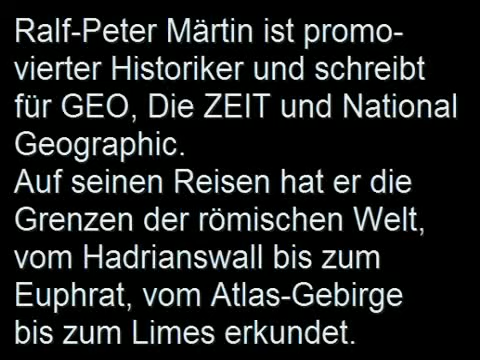 Ralf-Peter Märtin ist promo-
vierter Historiker und schreibt
für GEO, Die ZEIT und National
Geographic.
Auf seinen Reisen hat er die
Grenzen der römischen Welt,
vom Hadrianswall bis zum
Euphrat, vom Atlas-Gebirge
bis zum Limes erkundet.